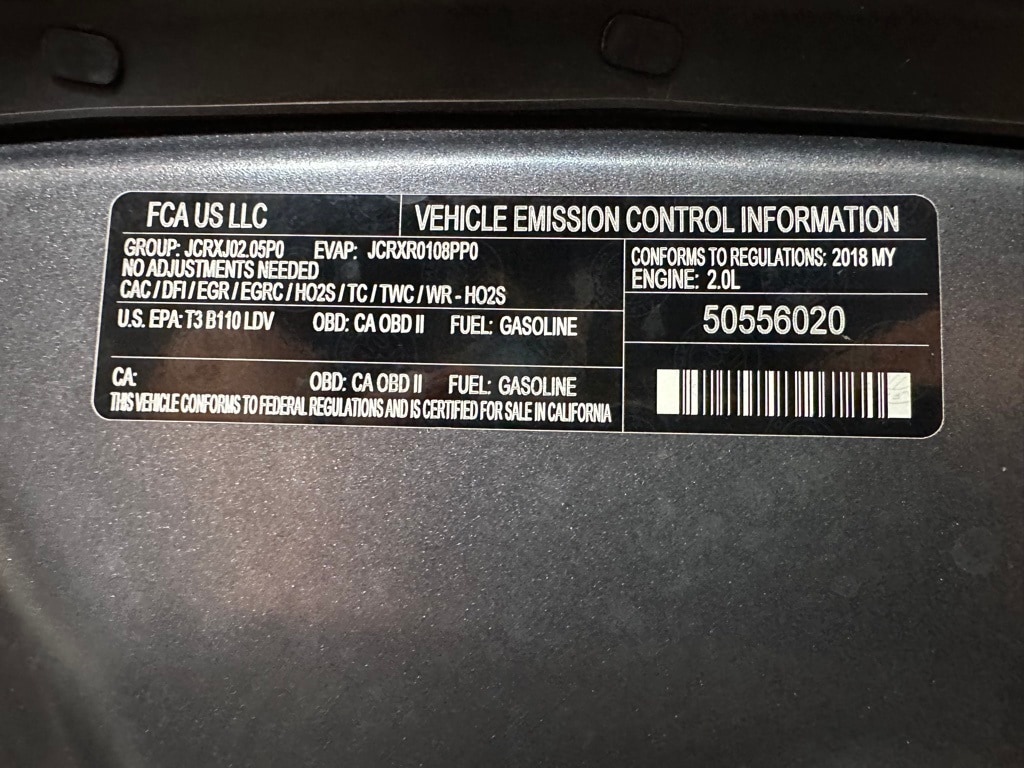 FCA US LLC
VEHICLE EMISSION CONTROL INFORMATION
GROUP: JCRXJ02.05P0 EVAP: JCRXR0108PP0
NO ADJUSTMENTS NEEDED
CAC / DFI / EGR / EGRC / HO2S / TC / TWC / WR - HO2S
U.S. EPA: T3 B110 LDV OBD: CA OBD II FUEL: GASOLINE
CA: OBD: CA OBD II FUEL: GASOLINE
THIS VEHICLE CONFORMS TO FEDERAL REGULATIONS AND IS CERTIFIED FOR SALE IN CALIFORNIA
CONFORMS TO REGULATIONS: 2018 MY
ENGINE: 2.0L
50556020